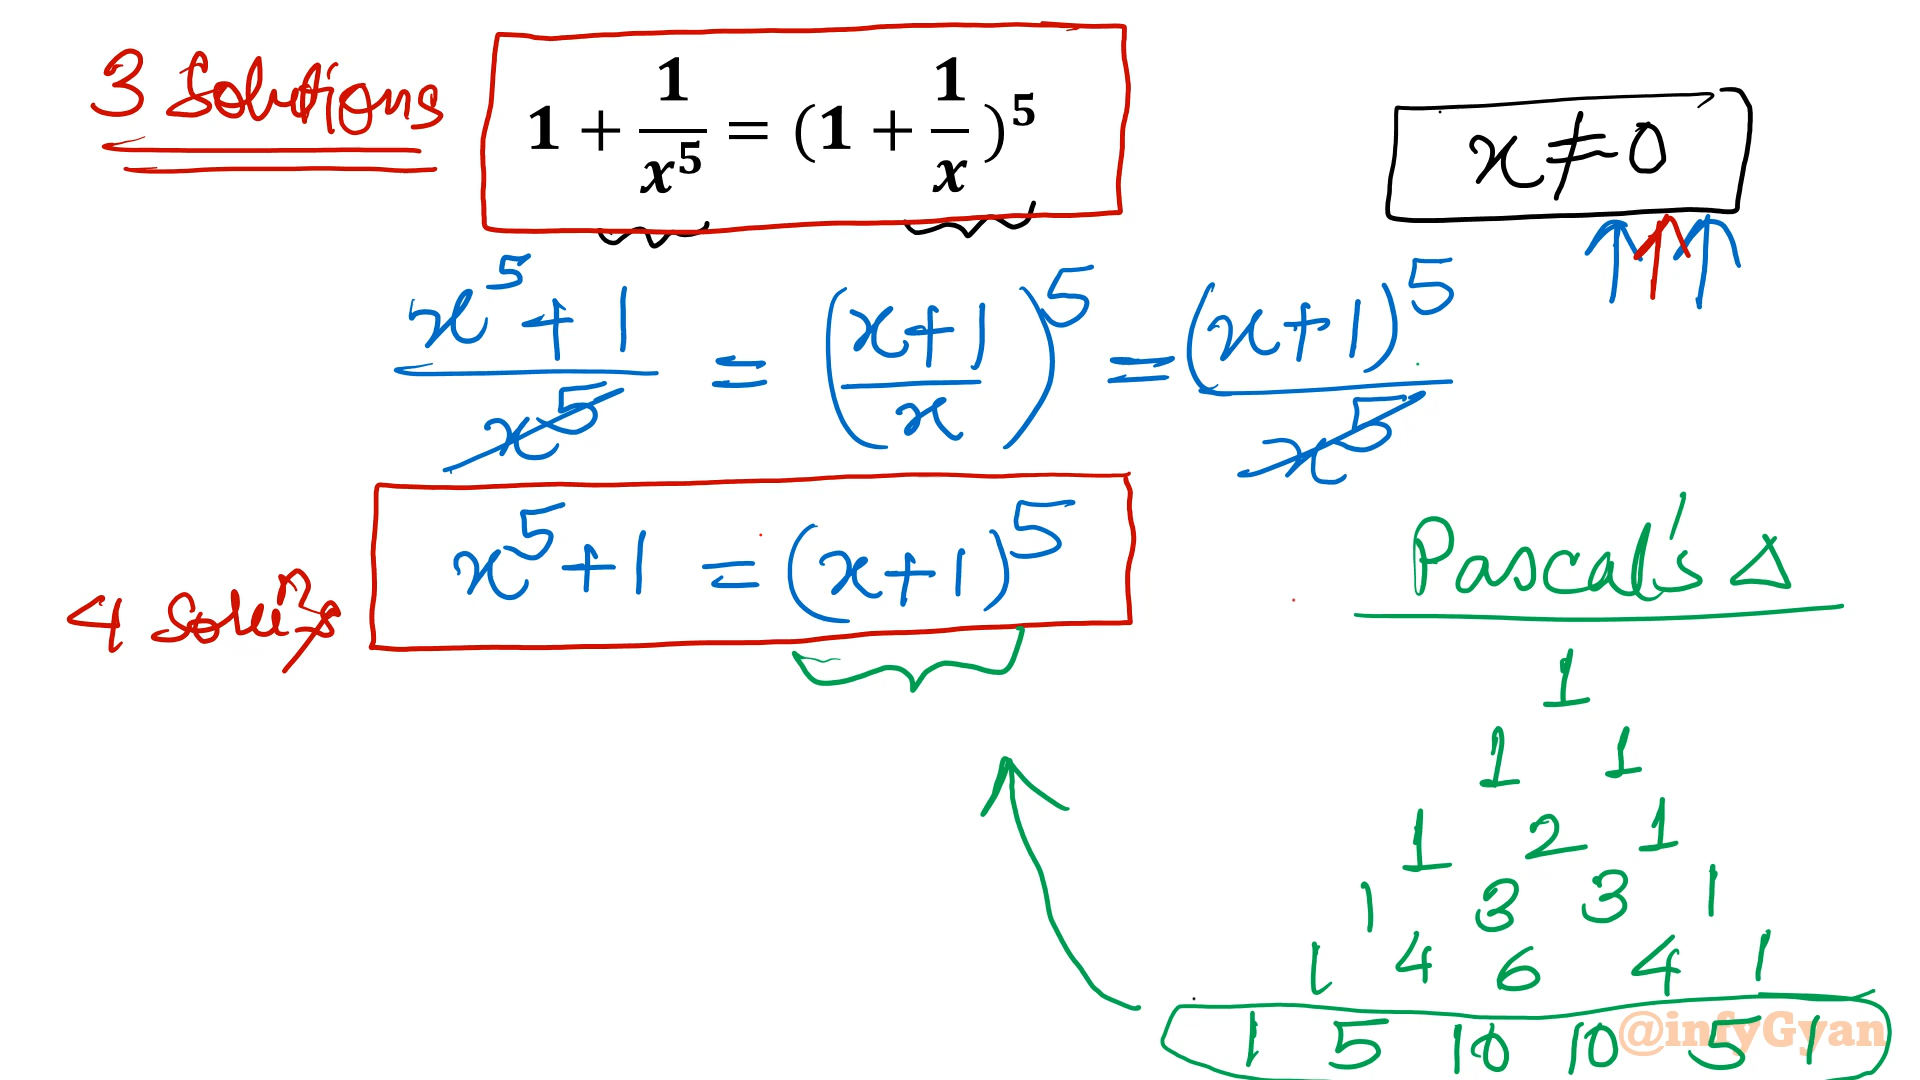 3 Solutions
1 + 1/x⁵ = (1 + 1/x)⁵
x ≠ 0
(x⁵ + 1)/x⁵ = ((x+1)/x)⁵ = (x+1)⁵/x⁵
x⁵ + 1 = (x+1)⁵
4 Soluⁿs
Pascal's Δ
1
1 1
1 2 1
1 3 3 1
1 4 6 4 1
1 5 10 10 5 1
@infyGyan